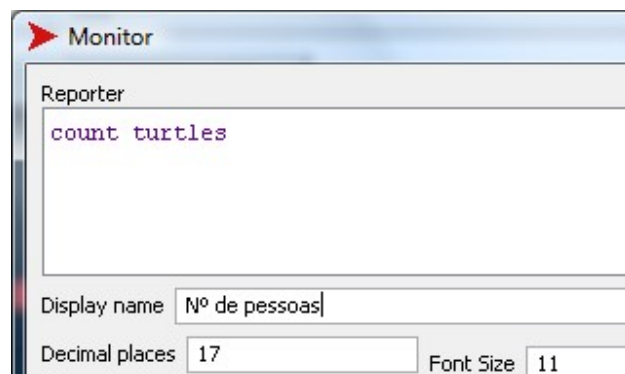 Monitor
Reporter
count turtles
Display name Nº de pessoas
Decimal places 17 Font Size 11